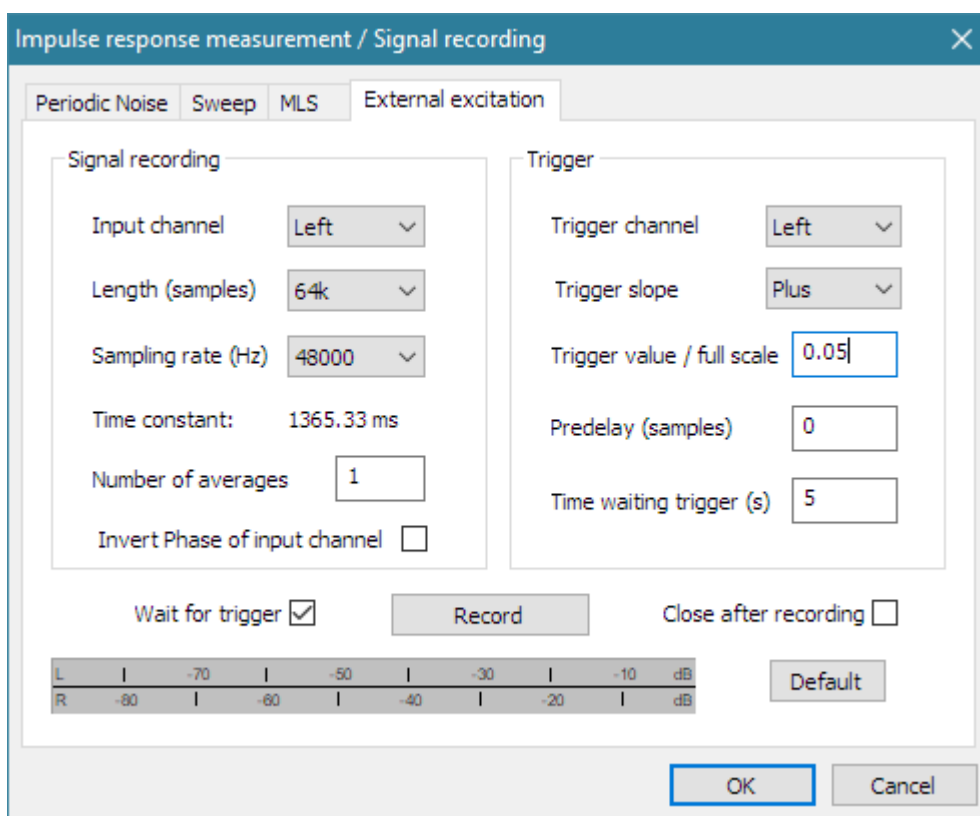 Impulse response measurement / Signal recording
Periodic Noise Sweep MLS External excitation
Signal recording
Input channel Left
Length (samples) 64k
Sampling rate (Hz) 48000
Time constant: 1365.33 ms
Number of averages 1
Invert Phase of input channel
Trigger
Trigger channel Left
Trigger slope Plus
Trigger value / full scale 0.05
Predelay (samples) 0
Time waiting trigger (s) 5
Wait for trigger Record Close after recording
L -70 -50 -30 -10 dB
R -80 -60 -40 -20 dB
Default
OK Cancel